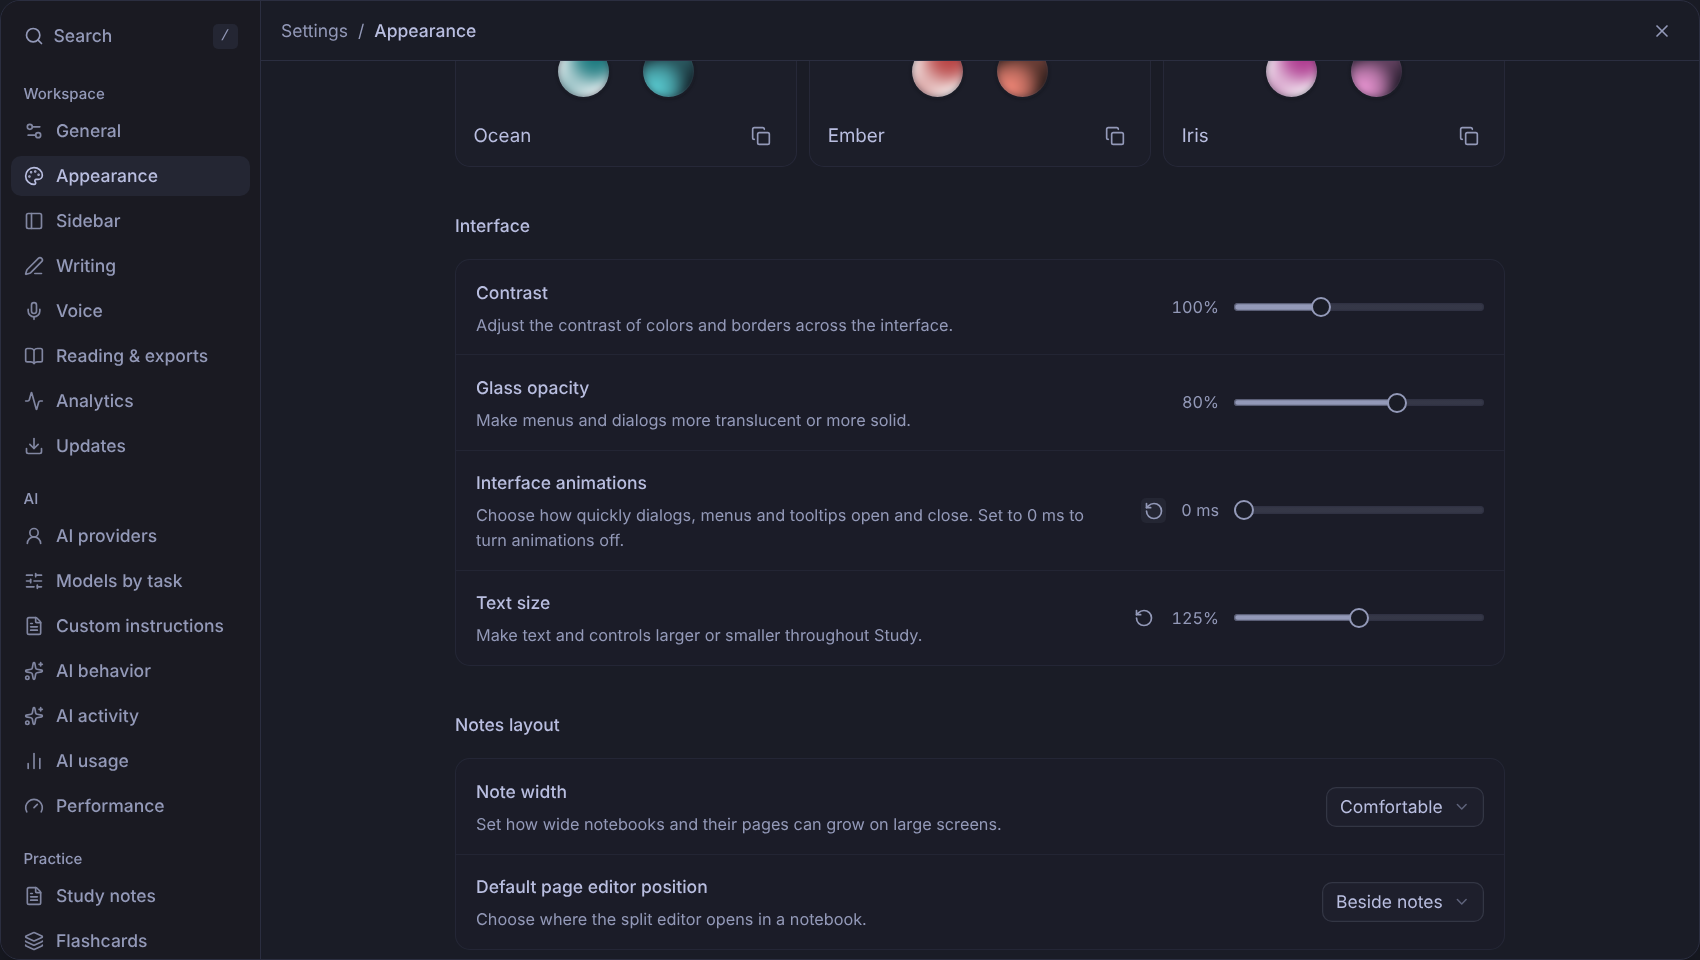 Search /
Workspace
General
Appearance
Sidebar
Writing
Voice
Reading & exports
Analytics
Updates
AI
AI providers
Models by task
Custom instructions
AI behavior
AI activity
AI usage
Performance
Practice
Study notes
Flashcards
Settings / Appearance
Ocean
Ember
Iris
Interface
Contrast
Adjust the contrast of colors and borders across the interface.
100%
Glass opacity
Make menus and dialogs more translucent or more solid.
80%
Interface animations
Choose how quickly dialogs, menus and tooltips open and close. Set to 0 ms to
turn animations off.
0 ms
Text size
Make text and controls larger or smaller throughout Study.
125%
Notes layout
Note width
Set how wide notebooks and their pages can grow on large screens.
Comfortable
Default page editor position
Choose where the split editor opens in a notebook.
Beside notes